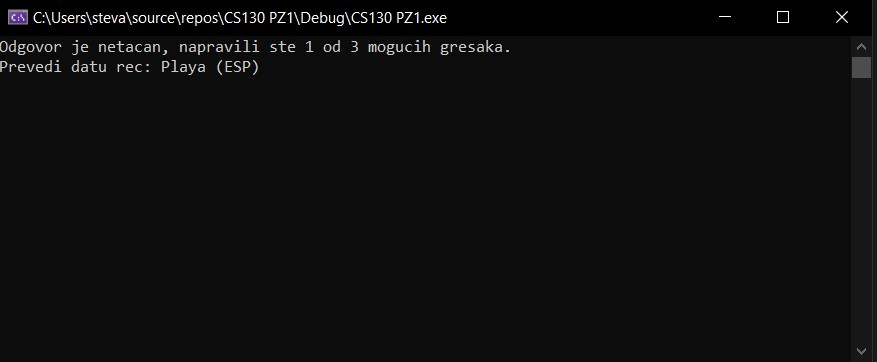 C:\Users\steva\source\repos\CS130 PZ1\Debug\CS130 PZ1.exe
Odgovor je netacan, napravili ste 1 od 3 mogucih gresaka.
Prevedi datu rec: Playa (ESP)